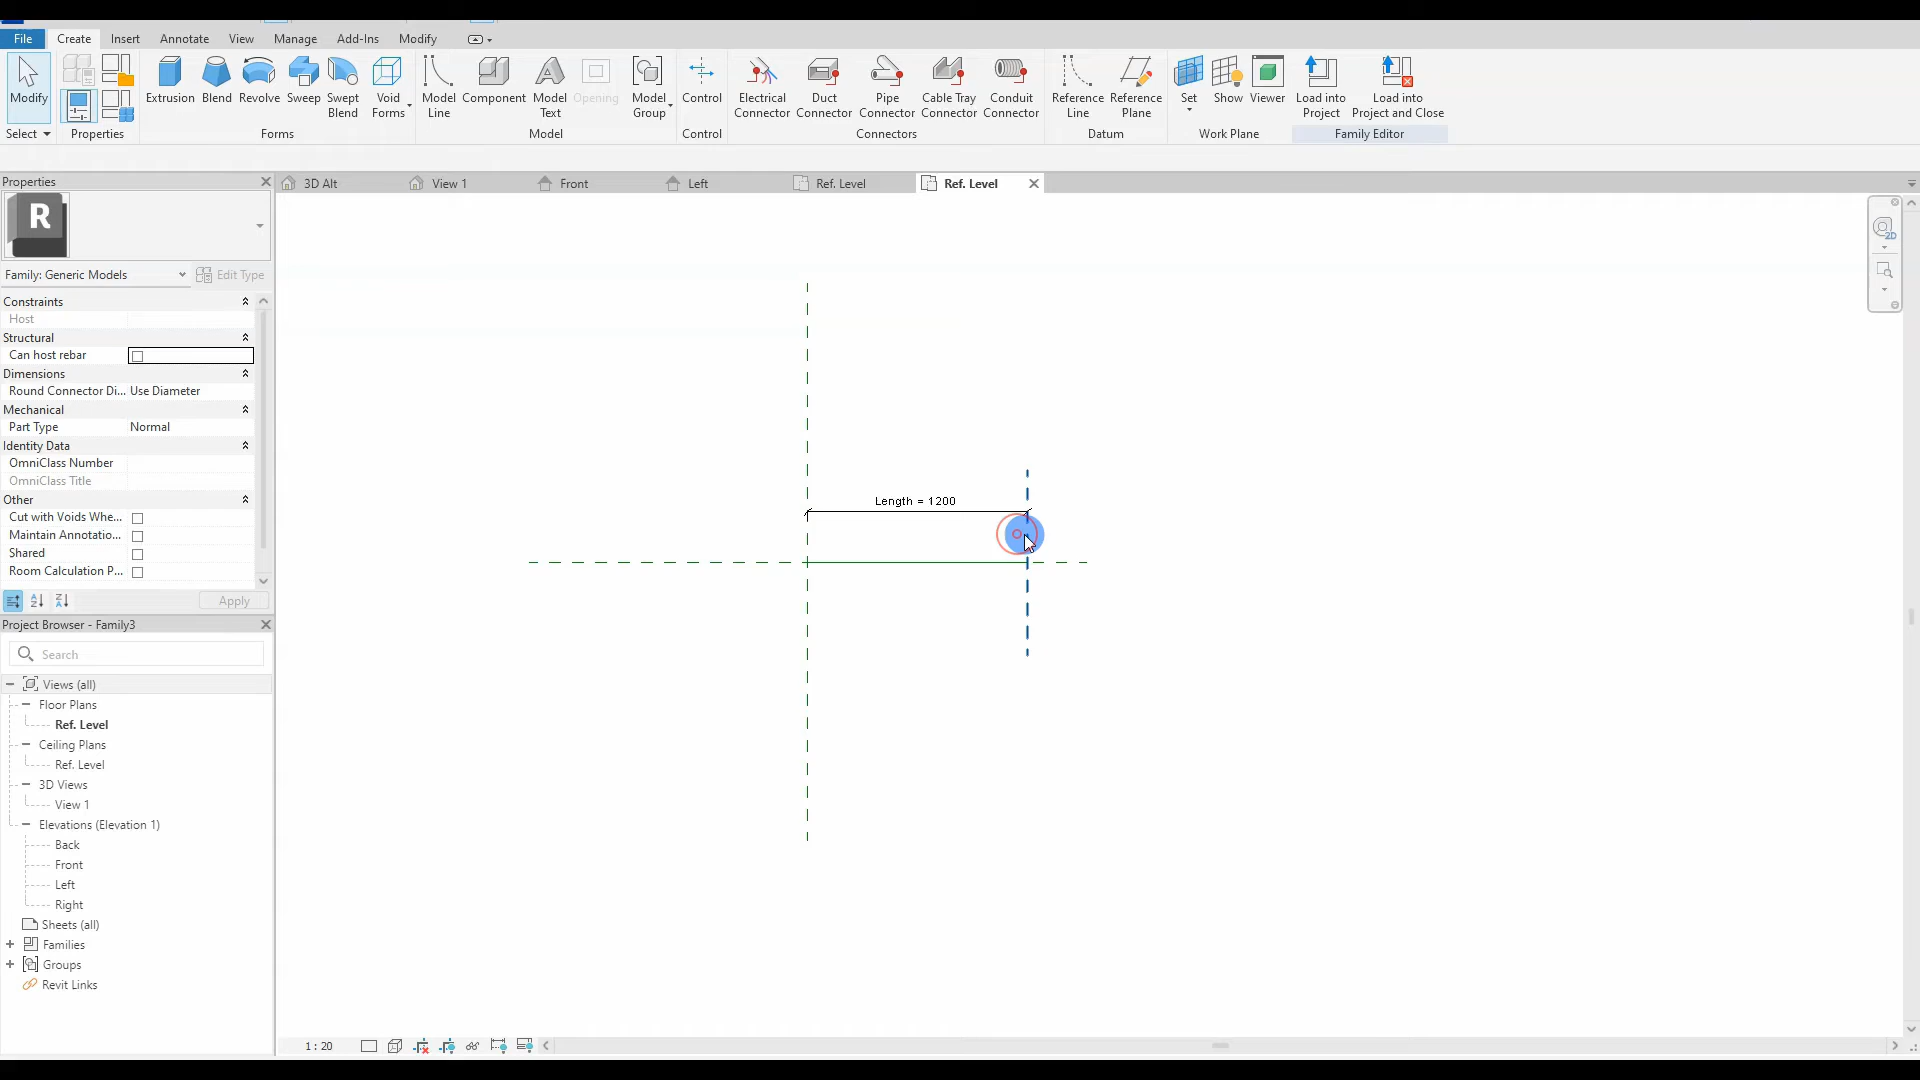 File Create Insert Annotate View Manage Add-Ins Modify
Modify
Extrusion Blend Revolve Sweep Swept Blend Void Forms
Model Line Component Model Text Opening Model Group
Control
Electrical Connector Duct Connector Pipe Connector Cable Tray Connector Conduit Connector
Reference Line Reference Plane
Set Show Viewer
Load into Project Load into Project and Close
Select Properties Forms Model Control Connectors Datum Work Plane Family Editor
Properties
3D Alt View 1 Front Left Ref. Level Ref. Level
R
Family: Generic Models Edit Type
Constraints
Host
Structural
Can host rebar
Dimensions
Round Connector Di... Use Diameter
Mechanical
Part Type Normal
Identity Data
OmniClass Number
OmniClass Title
Other
Cut with Voids Whe...
Maintain Annotatio...
Shared
Room Calculation P...
Apply
Length = 1200
Project Browser - Family3
Search
Views (all)
Floor Plans
Ref. Level
Ceiling Plans
Ref. Level
3D Views
View 1
Elevations (Elevation 1)
Back
Front
Left
Right
Sheets (all)
Families
Groups
Revit Links
1 : 20
2D